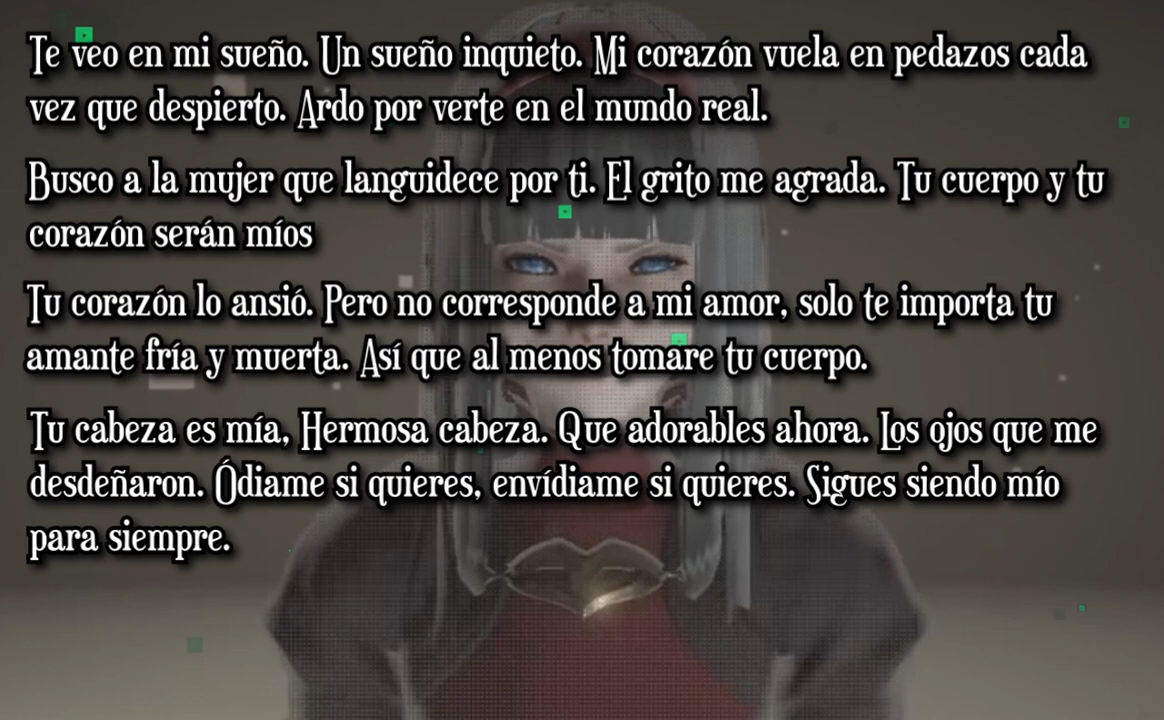 Te veo en mi sueño. Un sueño inquieto. Mi corazón vuela en pedazos cada
vez que despierto. Ardo por verte en el mundo real.
Busco a la mujer que languidece por ti. El grito me agrada. Tu cuerpo y tu
corazón serán míos
Tu corazón lo ansió. Pero no corresponde a mi amor, solo te importa tu
amante fría y muerta. Así que al menos tomare tu cuerpo.
Tu cabeza es mía, Hermosa cabeza. Que adorables ahora. Los ojos que me
desdeñaron. Ódiame si quieres, envídiame si quieres. Sigues siendo mío
para siempre.